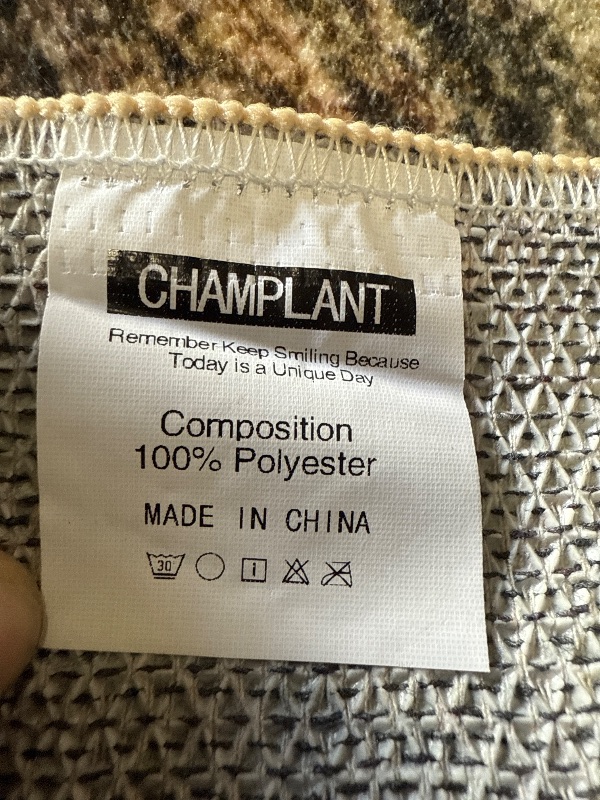 CHAMPLANT
Remember Keep Smiling Because
Today is a Unique Day
Composition
100% Polyester
MADE IN CHINA
30 i